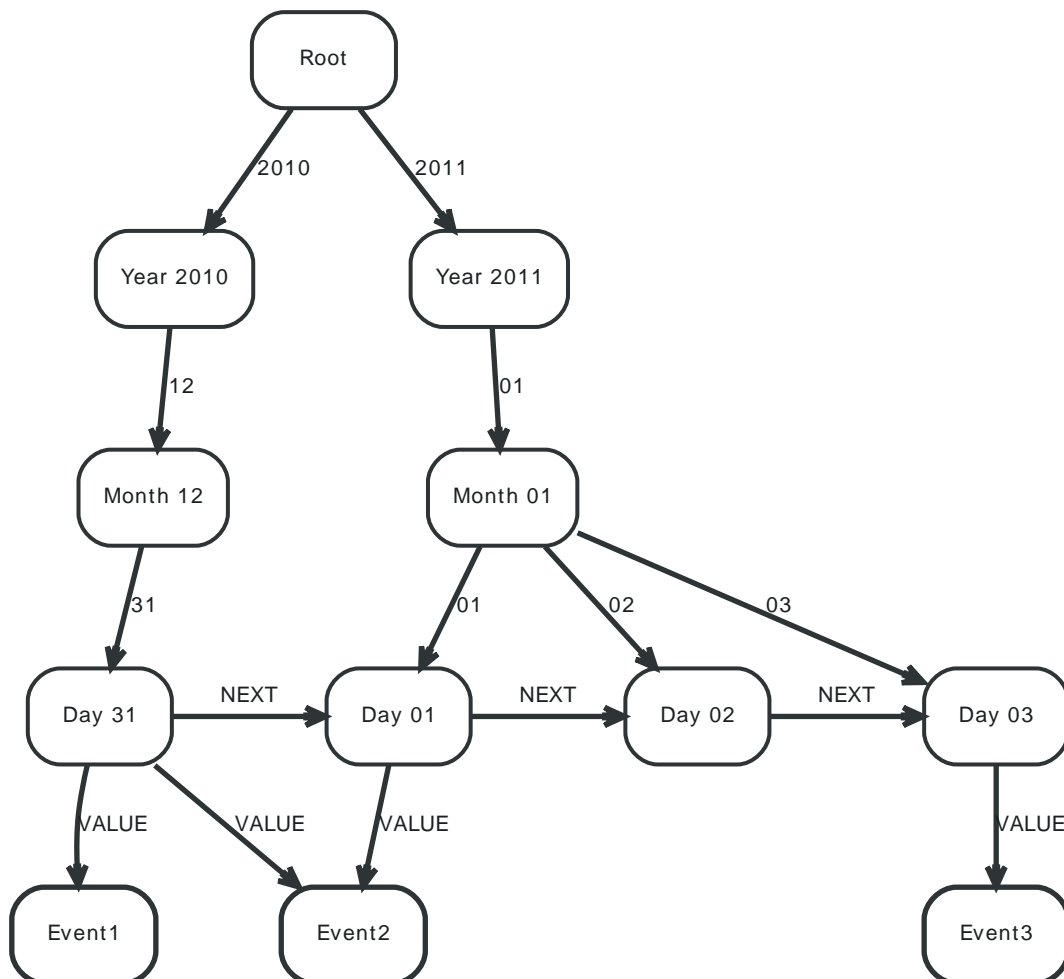 Root
2010
2011
Year 2010
Year 2011
12
01
Month 12
Month 01
31
01
02
03
NEXT
NEXT
NEXT
Day 31
Day 01
Day 02
Day 03
VALUE
VALUE
VALUE
VALUE
Event1
Event2
Event3